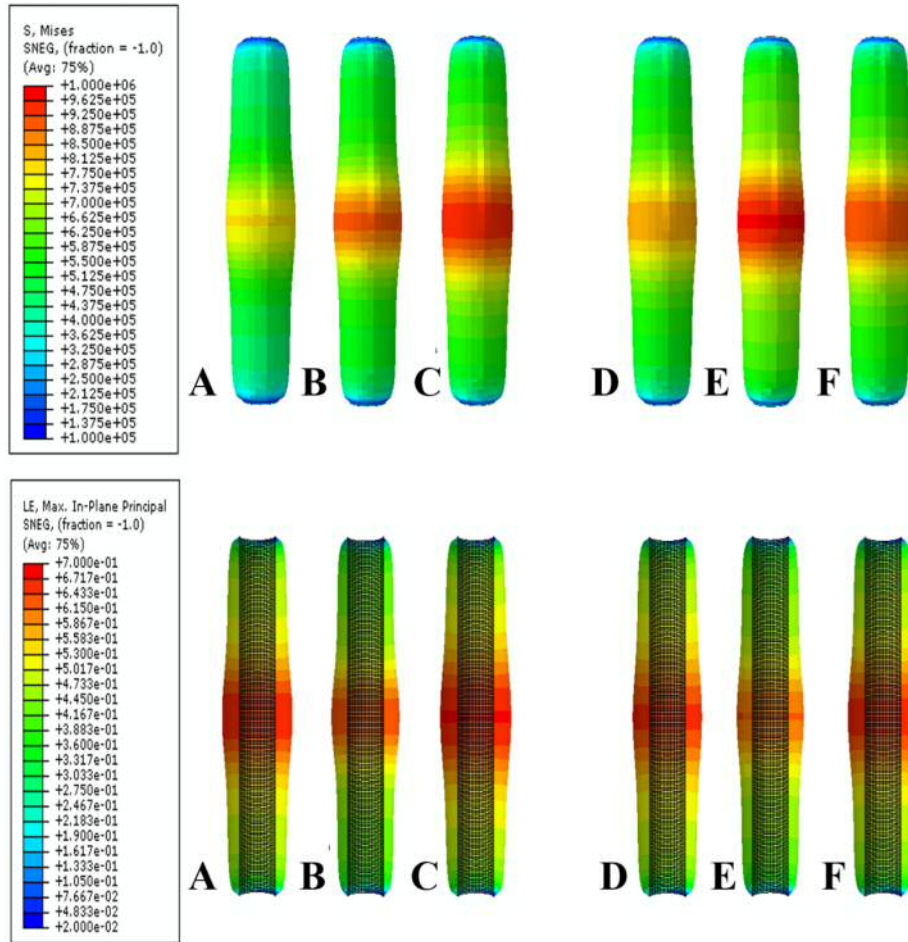 S, Mises
SNEG, (fraction = -1.0)
(Avg: 75%)
+1.000e+06
+9.625e+05
+9.250e+05
+8.875e+05
+8.500e+05
+8.125e+05
+7.750e+05
+7.375e+05
+7.000e+05
+6.625e+05
+6.250e+05
+5.875e+05
+5.500e+05
+5.125e+05
+4.750e+05
+4.375e+05
+4.000e+05
+3.625e+05
+3.250e+05
+2.875e+05
+2.500e+05
+2.125e+05
+1.750e+05
+1.375e+05
+1.000e+05
A B C D E F
LE, Max. In-Plane Principal
SNEG, (fraction = -1.0)
(Avg: 75%)
+7.000e-01
+6.717e-01
+6.433e-01
+6.150e-01
+5.867e-01
+5.583e-01
+5.300e-01
+5.017e-01
+4.733e-01
+4.450e-01
+4.167e-01
+3.883e-01
+3.600e-01
+3.317e-01
+3.033e-01
+2.750e-01
+2.467e-01
+2.183e-01
+1.900e-01
+1.617e-01
+1.333e-01
+1.050e-01
+7.667e-02
+4.833e-02
+2.000e-02
A B C D E F